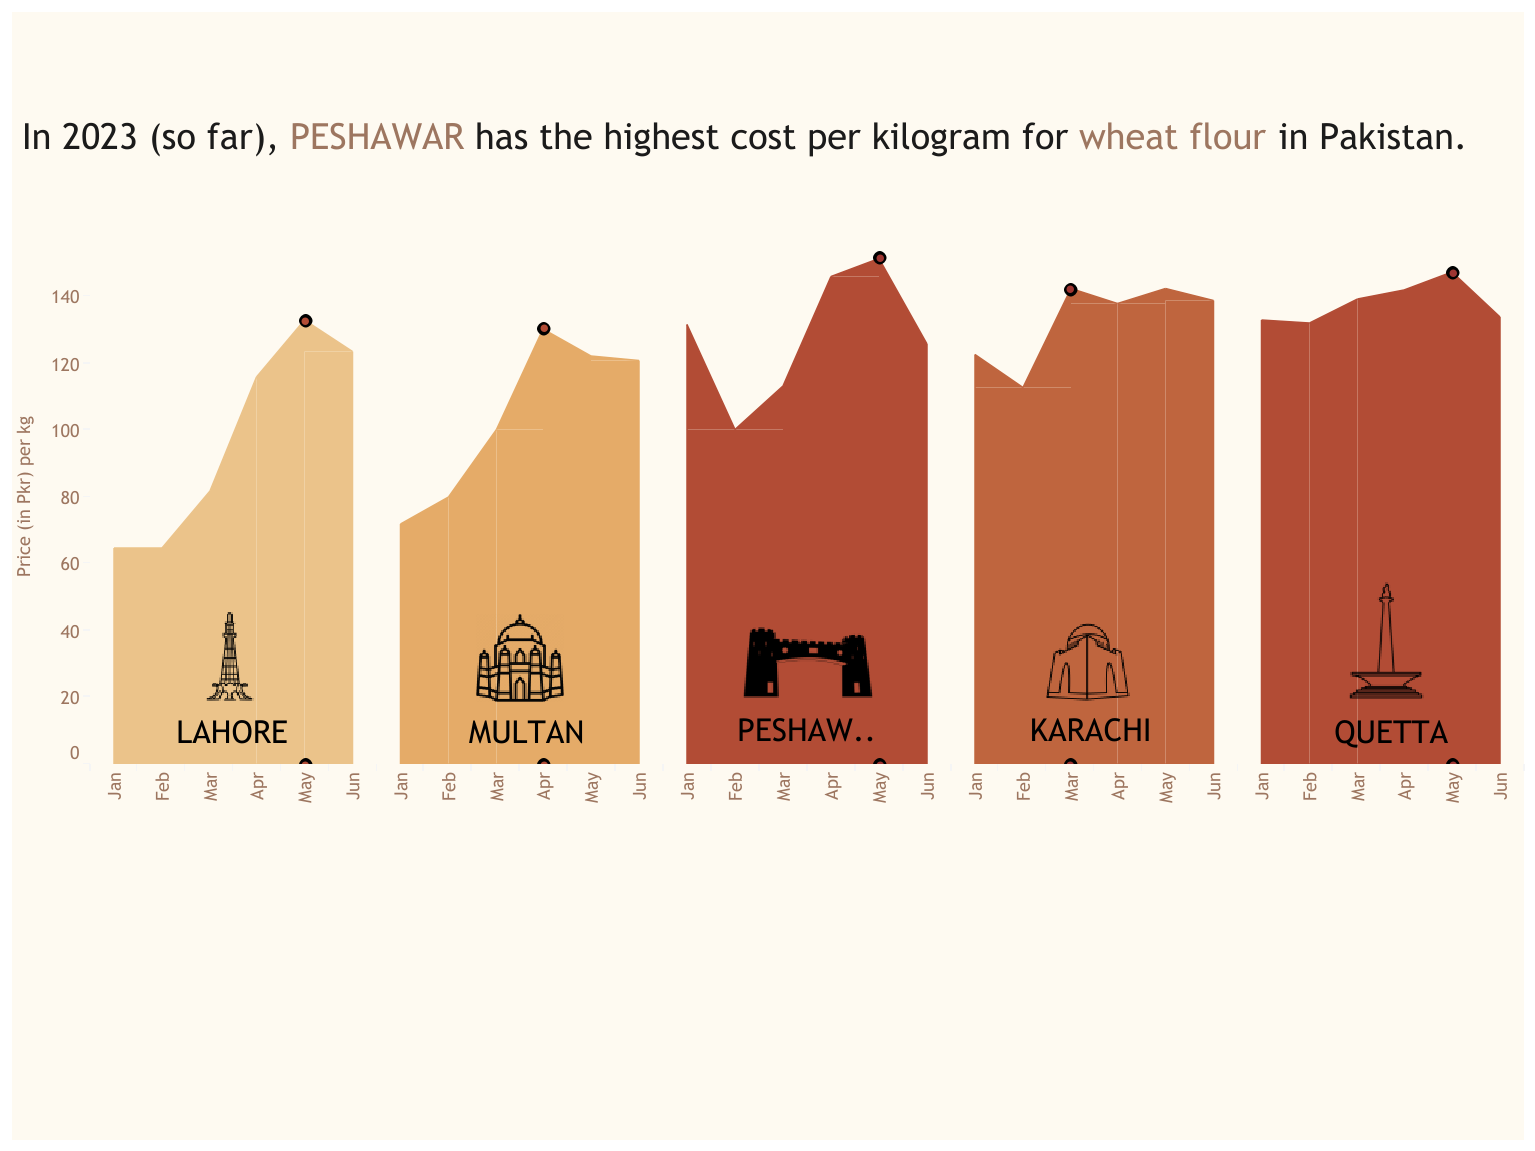 In 2023 (so far), PESHAWAR has the highest cost per kilogram for wheat flour in Pakistan.
Price (in Pkr) per kg
140
120
100
80
60
40
20
0
LAHORE
MULTAN
PESHAW..
KARACHI
QUETTA
Jan Feb Mar Apr May Jun Jan Feb Mar Apr May Jun Jan Feb Mar Apr May Jun Jan Feb Mar Apr May Jun Jan Feb Mar Apr May Jun